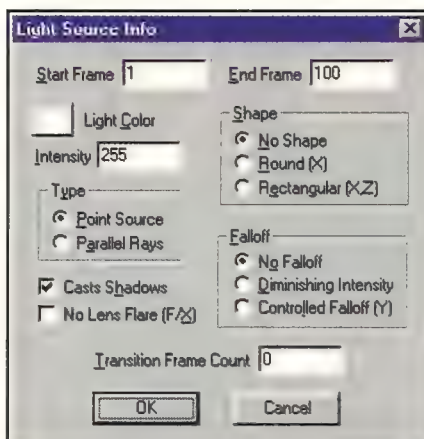 Light Source Info
Start Frame 1
End Frame 100
Light Color
Intensity 255
Type
Point Source
Parallel Rays
Casts Shadows
No Lens Flare (F/X)
Shape
No Shape
Round (X)
Rectangular (X,Z)
Falloff
No Falloff
Diminishing Intensity
Controlled Falloff (Y)
Transition Frame Count 0
OK
Cancel